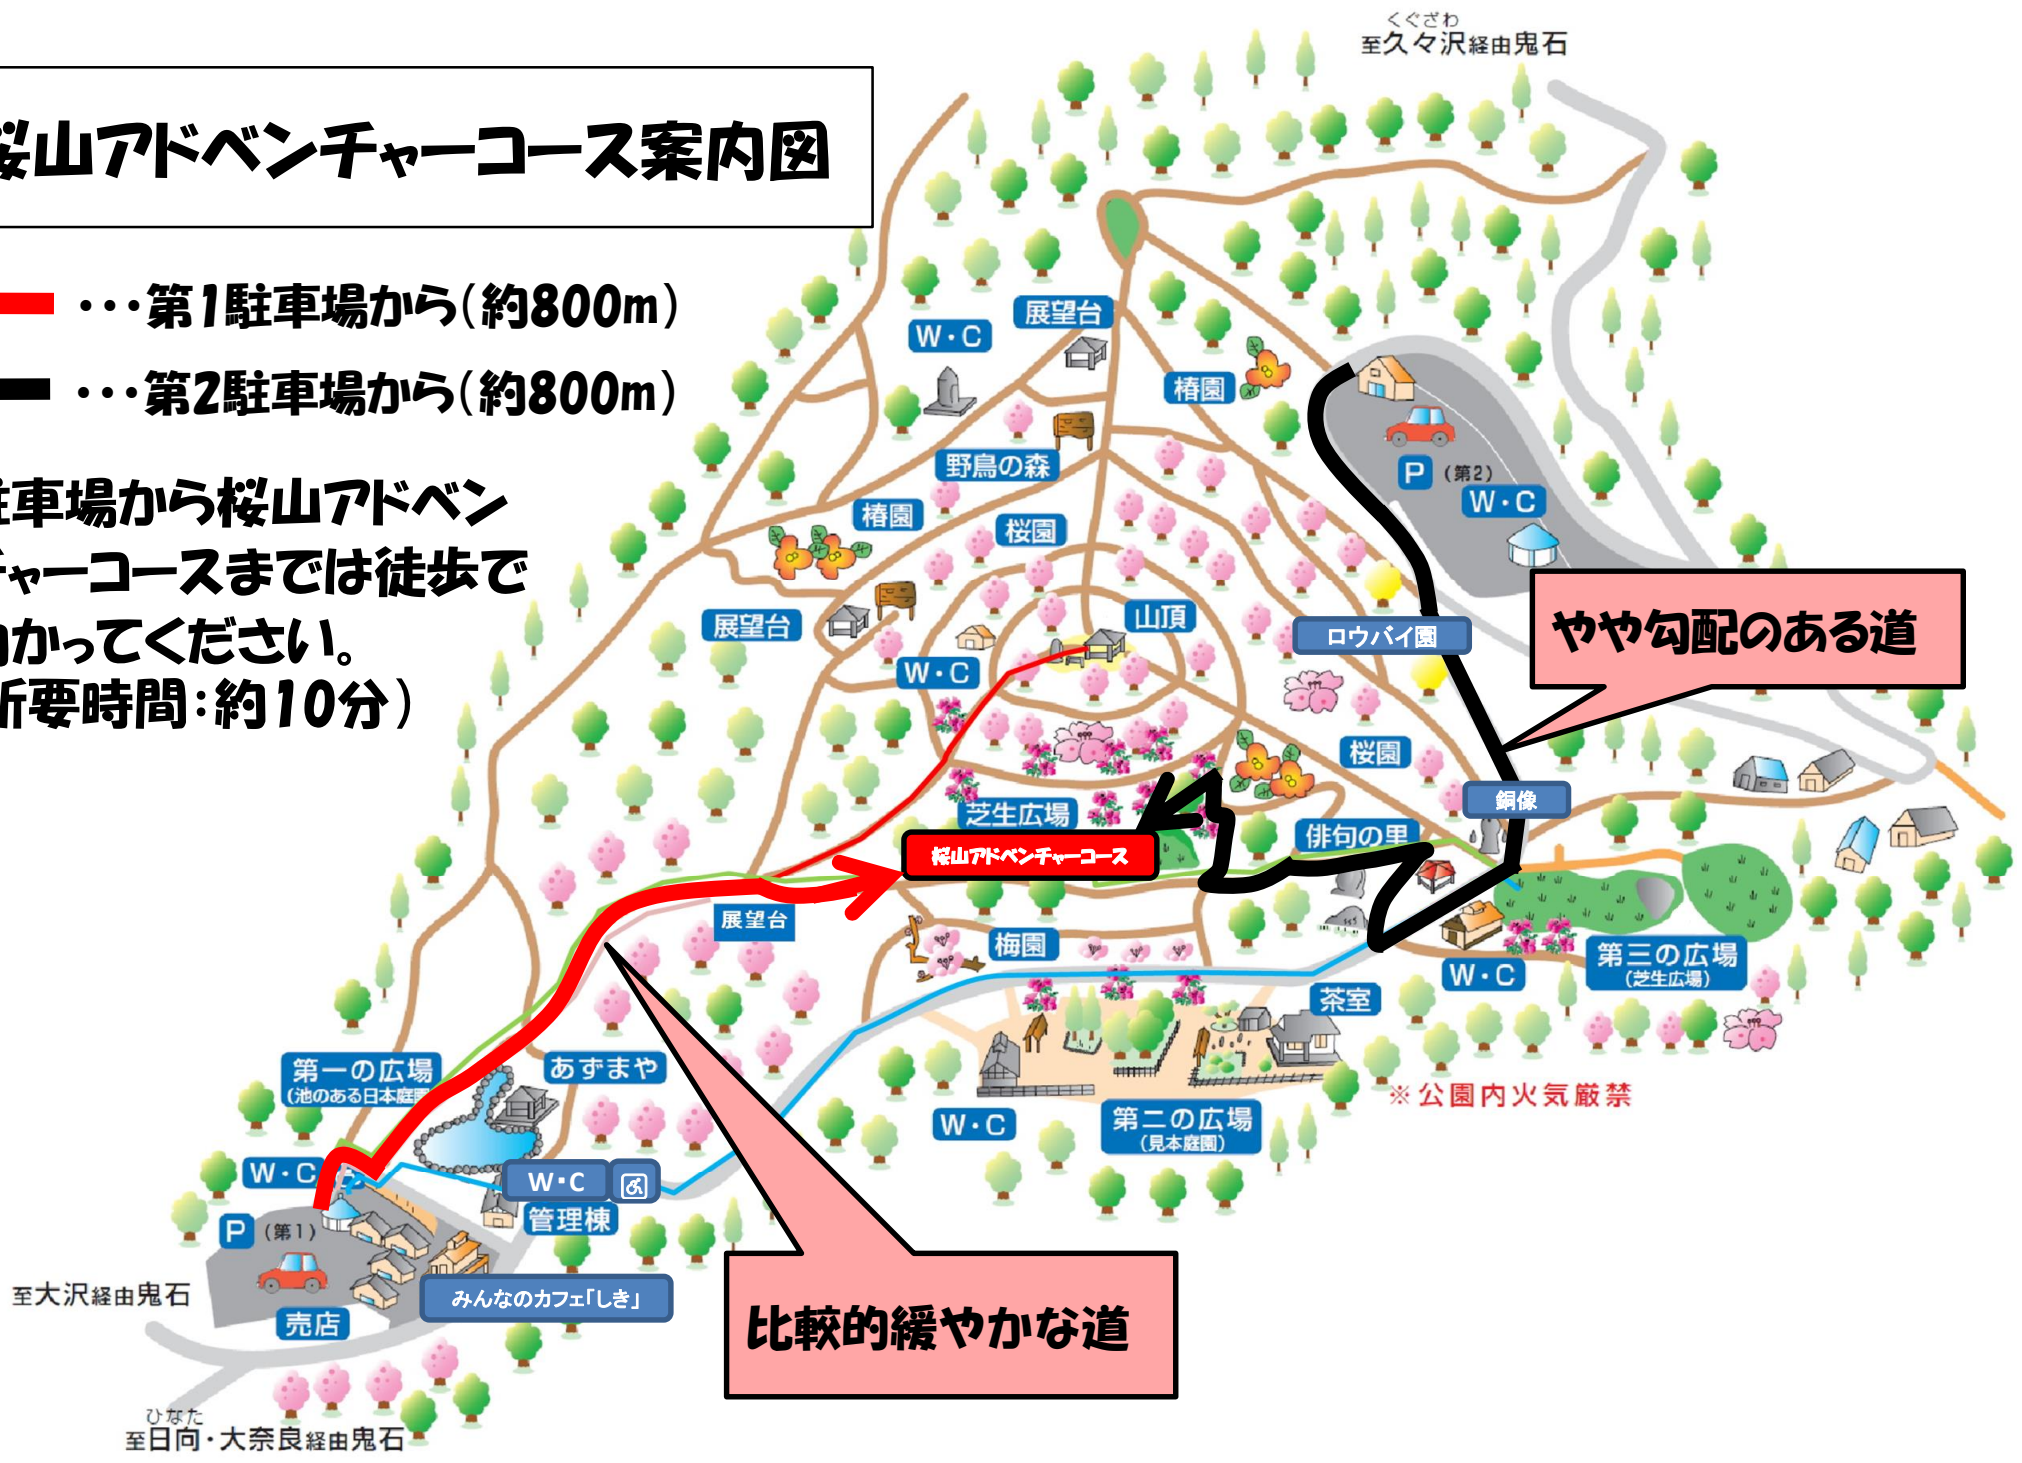 くぐざわ
至久々沢経由鬼石
桜山アドベンチャーコース案内図
・・・第1駐車場から（約800m）
・・・第2駐車場から（約800m）
駐車場から桜山アドベン
チャーコースまでは徒歩で
向かってください。
所要時間：約10分）
展望台
W・C
椿園
野鳥の森
P（第2）
W・C
椿園
桜園
展望台
山頂
ロウバイ園
やや勾配のある道
W・C
桜園
銅像
芝生広場
俳句の里
桜山アドベンチャーコース
展望台
梅園
第三の広場
（芝生広場）
W・C
茶室
第一の広場
（池のある日本庭園
あずまや
※公園内火気厳禁
W・C
第二の広場
（見本庭園）
W・C
W・C
管理棟
P（第1）
至大沢経由鬼石
みんなのカフェ「しき」
売店
比較的緩やかな道
ひなた
至日向・大奈良経由鬼石